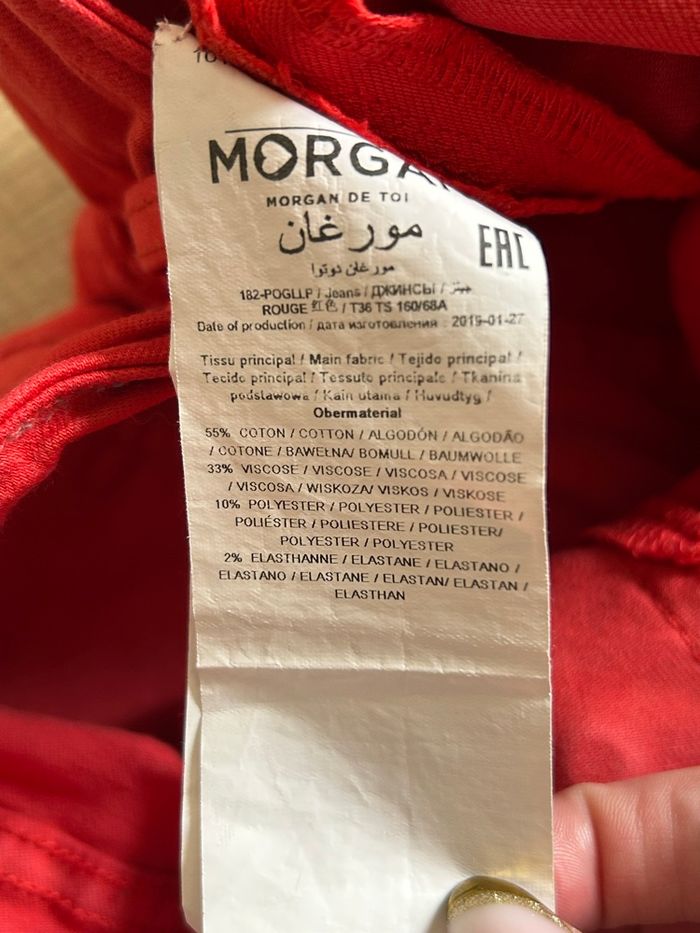 MORGA
MORGAN DE TOI
مورغان
EAC
مورغان دوتوا
182-POGLLP / Jeans / ДЖИНСЫ / جينز
ROUGE 红色 / T36 TS 160/68A
Date of production / дата изготовления : 2015-01-27
Tissu principal / Main fabric / Tejido principal /
Tecido principal / Tessuto principale / Tkanina
podstawowa / Kain utama / Huvudtyg /
Obermaterial
55% COTON / COTTON / ALGODÓN / ALGODÃO
/ COTONE / BAWEŁNA/ BOMULL / BAUMWOLLE
33% VISCOSE / VISCOSE / VISCOSA / VISCOSE
/ VISCOSA / WISKOZA/ VISKOS / VISKOSE
10% POLYESTER / POLYESTER / POLIESTER /
POLIÉSTER / POLIESTERE / POLIESTER/
POLYESTER / POLYESTER
2% ELASTHANNE / ELASTANE / ELASTANO /
ELASTANO / ELASTANE / ELASTAN/ ELASTAN /
ELASTHAN